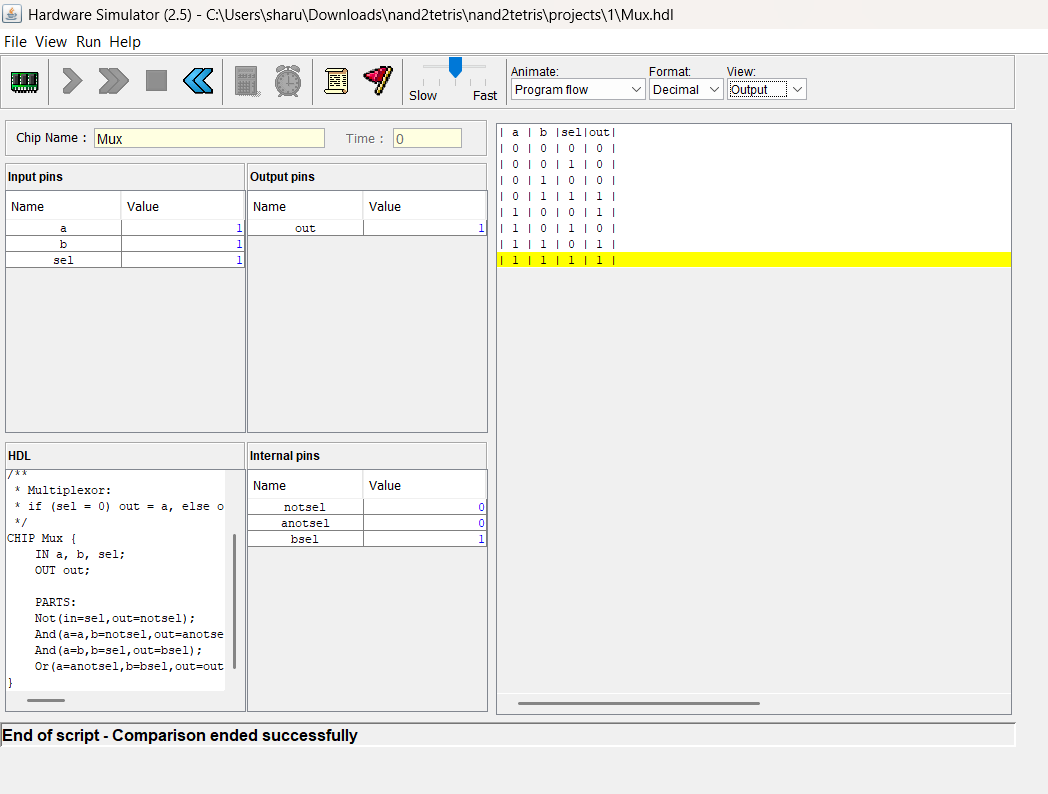 Hardware Simulator (2.5) - C:\Users\sharu\Downloads\nand2tetris\nand2tetris\projects\1\Mux.hdl
File View Run Help
Animate: Format: View:
Slow Fast Program flow Decimal Output
Chip Name : Mux Time : 0
Input pins
Name Value
a 1
b 1
sel 1
Output pins
Name Value
out 1
HDL
/**
 * Multiplexor:
 * if (sel = 0) out = a, else o
 */
CHIP Mux {
    IN a, b, sel;
    OUT out;
    PARTS:
    Not(in=sel,out=notsel);
    And(a=a,b=notsel,out=anotse
    And(a=b,b=sel,out=bsel);
    Or(a=anotsel,b=bsel,out=out
}
Internal pins
Name Value
notsel 0
anotsel 0
bsel 1
| a | b |sel|out|
| 0 | 0 | 0 | 0 |
| 0 | 0 | 1 | 0 |
| 0 | 1 | 0 | 0 |
| 0 | 1 | 1 | 1 |
| 1 | 0 | 0 | 1 |
| 1 | 0 | 1 | 0 |
| 1 | 1 | 0 | 1 |
| 1 | 1 | 1 | 1 |
End of script - Comparison ended successfully